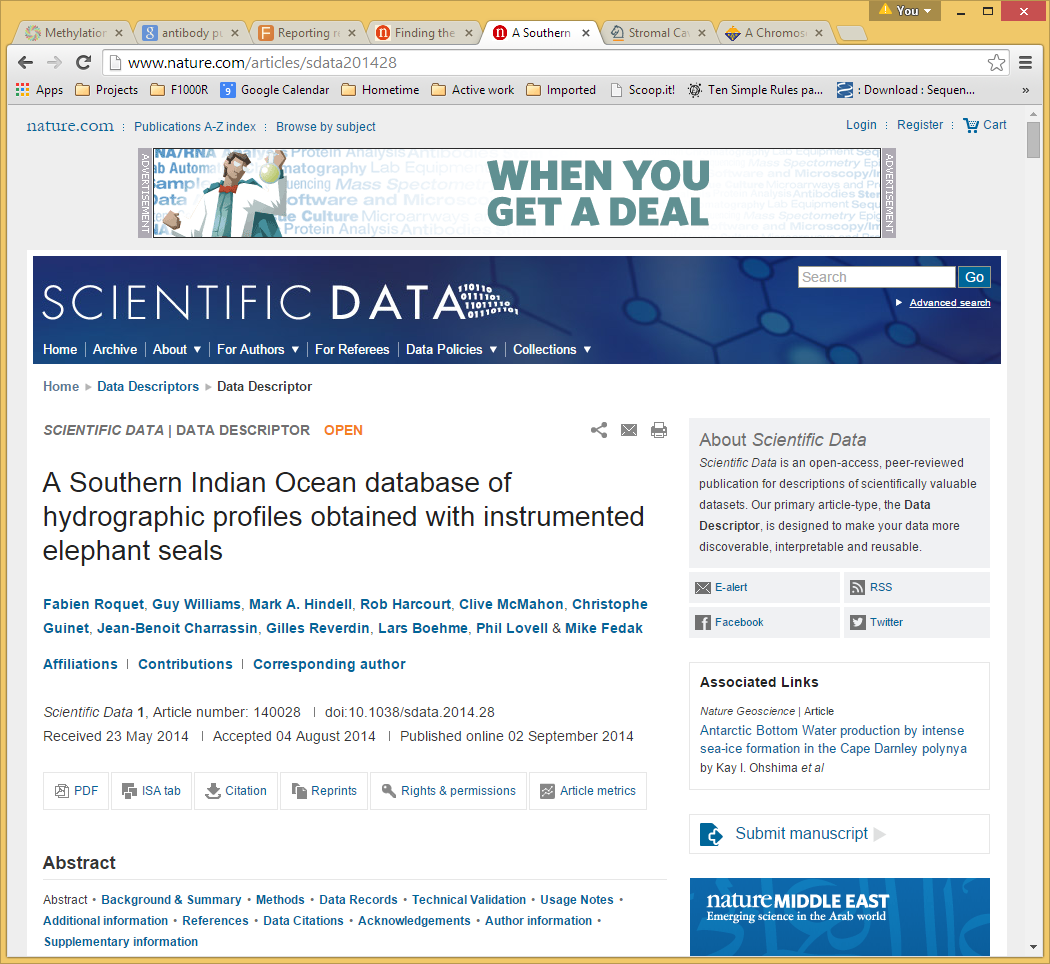 You
Methylation
antibody pu
Reporting re
Finding the
A Southern
Stromal Cav
A Chromos
www.nature.com/articles/sdata201428
Apps Projects F1000R Google Calendar Hometime Active work Imported Scoop.it! Ten Simple Rules pa... : Download : Sequen... »
nature.com : Publications A-Z index : Browse by subject
Login : Register : Cart
ADVERTISEMENT
WHEN YOU
GET A DEAL
ADVERTISEMENT
SCIENTIFIC DATA
Search Go
Advanced search
Home | Archive | About ▼ | For Authors ▼ | For Referees | Data Policies ▼ | Collections ▼
Home ▶ Data Descriptors ▶ Data Descriptor
SCIENTIFIC DATA | DATA DESCRIPTOR OPEN
A Southern Indian Ocean database of
hydrographic profiles obtained with instrumented
elephant seals
Fabien Roquet, Guy Williams, Mark A. Hindell, Rob Harcourt, Clive McMahon, Christophe
Guinet, Jean-Benoit Charrassin, Gilles Reverdin, Lars Boehme, Phil Lovell & Mike Fedak
Affiliations | Contributions | Corresponding author
Scientific Data 1, Article number: 140028 | doi:10.1038/sdata.2014.28
Received 23 May 2014 | Accepted 04 August 2014 | Published online 02 September 2014
PDF ISA tab Citation Reprints Rights & permissions Article metrics
Abstract
Abstract • Background & Summary • Methods • Data Records • Technical Validation • Usage Notes •
Additional information • References • Data Citations • Acknowledgements • Author information •
Supplementary information
About Scientific Data
Scientific Data is an open-access, peer-reviewed
publication for descriptions of scientifically valuable
datasets. Our primary article-type, the Data
Descriptor, is designed to make your data more
discoverable, interpretable and reusable.
E-alert RSS
Facebook Twitter
Associated Links
Nature Geoscience | Article
Antarctic Bottom Water production by intense
sea-ice formation in the Cape Darnley polynya
by Kay I. Ohshima et al
Submit manuscript
nature MIDDLE EAST
Emerging science in the Arab world